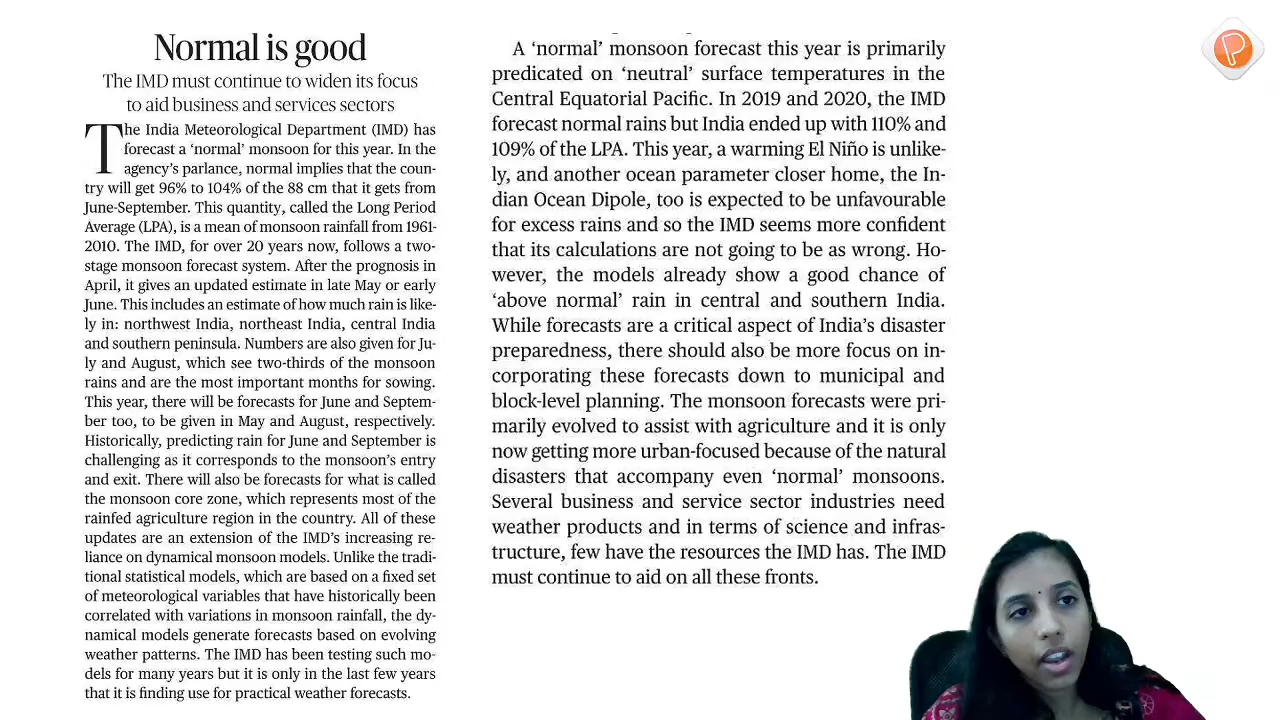 Normal is good
The IMD must continue to widen its focus
to aid business and services sectors
The India Meteorological Department (IMD) has
forecast a ‘normal’ monsoon for this year. In the
agency’s parlance, normal implies that the coun-
try will get 96% to 104% of the 88 cm that it gets from
June-September. This quantity, called the Long Period
Average (LPA), is a mean of monsoon rainfall from 1961-
2010. The IMD, for over 20 years now, follows a two-
stage monsoon forecast system. After the prognosis in
April, it gives an updated estimate in late May or early
June. This includes an estimate of how much rain is like-
ly in: northwest India, northeast India, central India
and southern peninsula. Numbers are also given for Ju-
ly and August, which see two-thirds of the monsoon
rains and are the most important months for sowing.
This year, there will be forecasts for June and Septem-
ber too, to be given in May and August, respectively.
Historically, predicting rain for June and September is
challenging as it corresponds to the monsoon’s entry
and exit. There will also be forecasts for what is called
the monsoon core zone, which represents most of the
rainfed agriculture region in the country. All of these
updates are an extension of the IMD’s increasing re-
liance on dynamical monsoon models. Unlike the tradi-
tional statistical models, which are based on a fixed set
of meteorological variables that have historically been
correlated with variations in monsoon rainfall, the dy-
namical models generate forecasts based on evolving
weather patterns. The IMD has been testing such mo-
dels for many years but it is only in the last few years
that it is finding use for practical weather forecasts.
A ‘normal’ monsoon forecast this year is primarily
predicated on ‘neutral’ surface temperatures in the
Central Equatorial Pacific. In 2019 and 2020, the IMD
forecast normal rains but India ended up with 110% and
109% of the LPA. This year, a warming El Niño is unlike-
ly, and another ocean parameter closer home, the In-
dian Ocean Dipole, too is expected to be unfavourable
for excess rains and so the IMD seems more confident
that its calculations are not going to be as wrong. Ho-
wever, the models already show a good chance of
‘above normal’ rain in central and southern India.
While forecasts are a critical aspect of India’s disaster
preparedness, there should also be more focus on in-
corporating these forecasts down to municipal and
block-level planning. The monsoon forecasts were pri-
marily evolved to assist with agriculture and it is only
now getting more urban-focused because of the natural
disasters that accompany even ‘normal’ monsoons.
Several business and service sector industries need
weather products and in terms of science and infras-
tructure, few have the resources the IMD has. The IMD
must continue to aid on all these fronts.
P